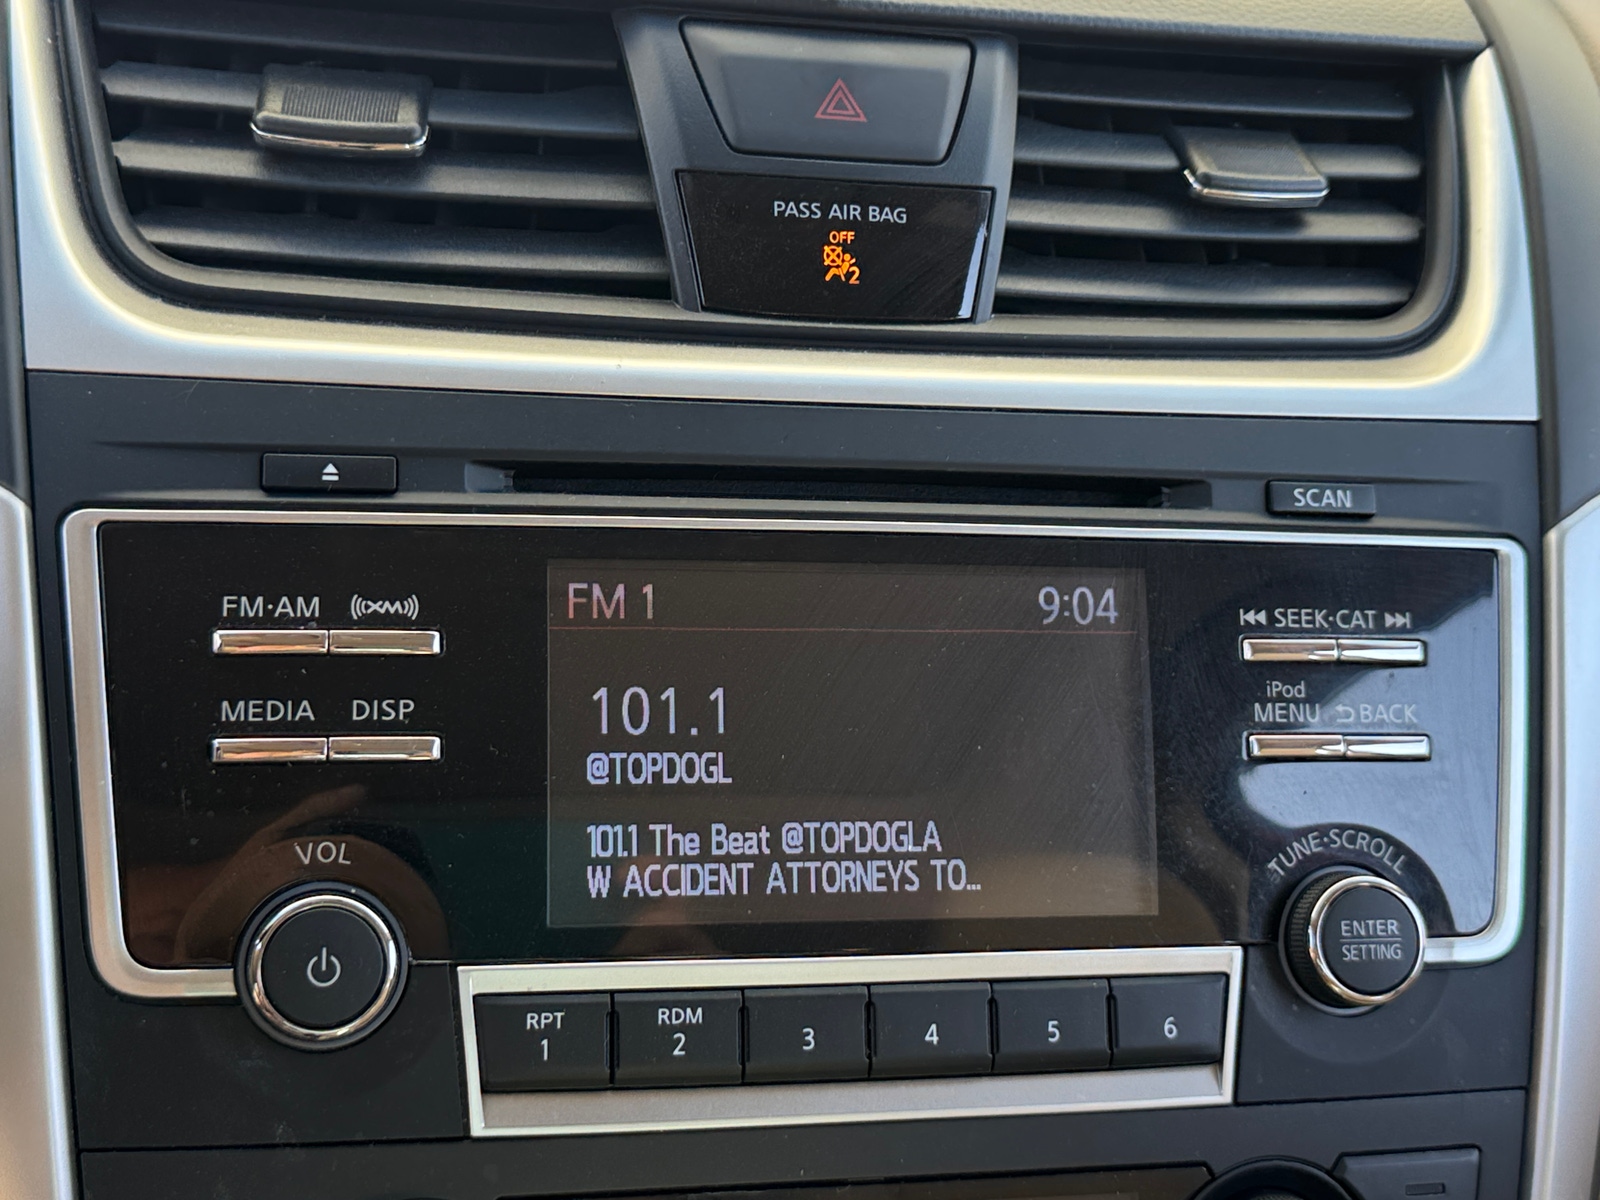 PASS AIR BAG
OFF
2
SCAN
FM·AM
((XM))
FM 1
9:04
SEEK·CAT
iPod
MEDIA
DISP
MENU
BACK
101.1
@TOPDOGL
101.1 The Beat @TOPDOGLA
W ACCIDENT ATTORNEYS TO...
VOL
TUNE·SCROLL
ENTER
SETTING
RPT
1
RDM
2
3
4
5
6